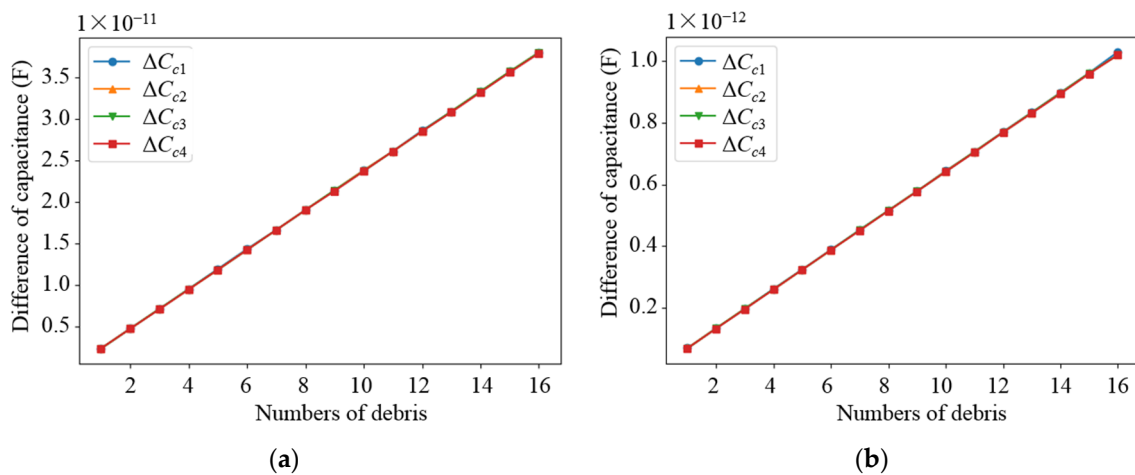 1×10⁻¹¹
Difference of capacitance (F)
3.5
3.0
2.5
2.0
1.5
1.0
0.5
ΔC_c1
ΔC_c2
ΔC_c3
ΔC_c4
2 4 6 8 10 12 14 16
Numbers of debris
(a)
1×10⁻¹²
Difference of capacitance (F)
1.0
0.8
0.6
0.4
0.2
ΔC_c1
ΔC_c2
ΔC_c3
ΔC_c4
2 4 6 8 10 12 14 16
Numbers of debris
(b)